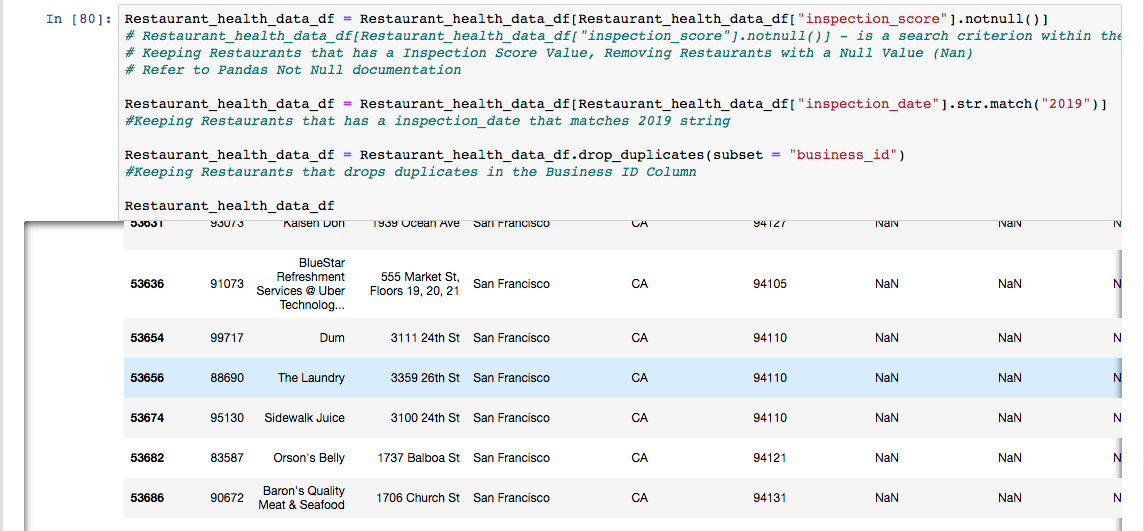 In [80]: Restaurant_health_data_df = Restaurant_health_data_df[Restaurant_health_data_df["inspection_score"].notnull()]
# Restaurant_health_data_df[Restaurant_health_data_df["inspection_score"].notnull()] - is a search criterion within the
# Keeping Restaurants that has a Inspection Score Value, Removing Restaurants with a Null Value (Nan)
# Refer to Pandas Not Null documentation
Restaurant_health_data_df = Restaurant_health_data_df[Restaurant_health_data_df["inspection_date"].str.match("2019")]
#Keeping Restaurants that has a inspection_date that matches 2019 string
Restaurant_health_data_df = Restaurant_health_data_df.drop_duplicates(subset = "business_id")
#Keeping Restaurants that drops duplicates in the Business ID Column
Restaurant_health_data_df
53631 93073 Kaisen Don 1939 Ocean Ave San Francisco CA 94127 NaN NaN N
BlueStar
Refreshment
Services @ Uber
Technolog...
53636 91073 555 Market St,
Floors 19, 20, 21 San Francisco CA 94105 NaN NaN N
53654 99717 Dum 3111 24th St San Francisco CA 94110 NaN NaN N
53656 88690 The Laundry 3359 26th St San Francisco CA 94110 NaN NaN N
53674 95130 Sidewalk Juice 3100 24th St San Francisco CA 94110 NaN NaN N
53682 83587 Orson's Belly 1737 Balboa St San Francisco CA 94121 NaN NaN N
53686 90672 Baron's Quality
Meat & Seafood 1706 Church St San Francisco CA 94131 NaN NaN N